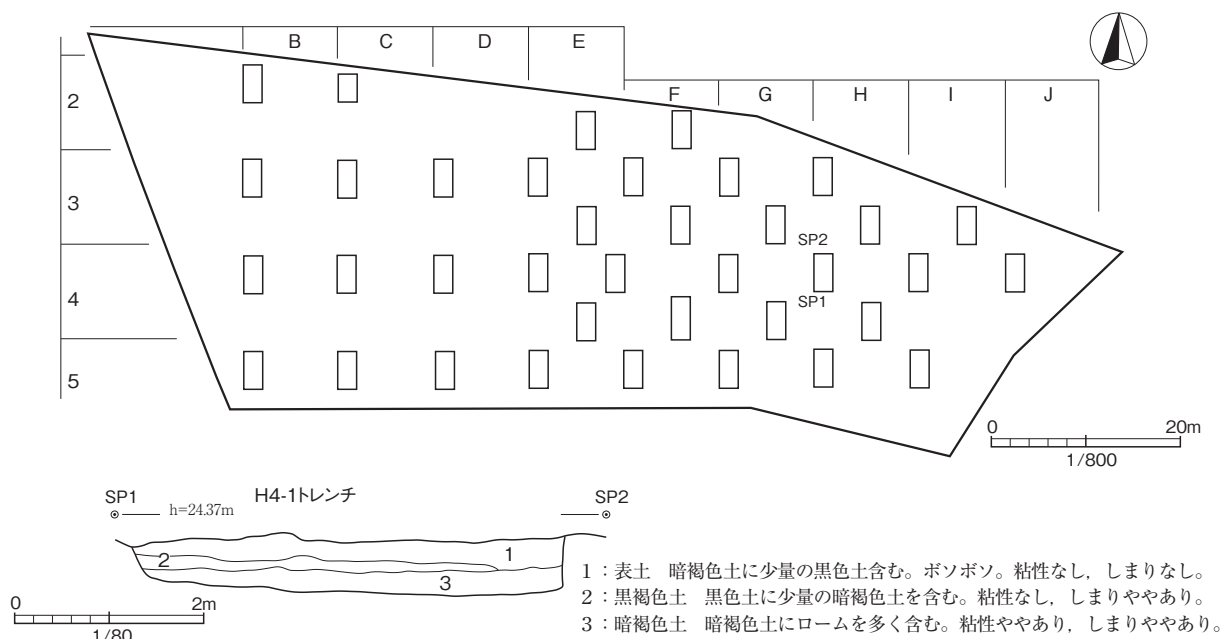 B C D E
F G H I J
2
3
4
5
SP2
SP1
0 20m
1/800
SP1 H4-1トレンチ SP2
h=24.37m
1
2
3
0 2m
1/80
1：表土 暗褐色土に少量の黒色土含む。ボソボソ。粘性なし，しまりなし。
2：黒褐色土 黒色土に少量の暗褐色土を含む。粘性なし，しまりややあり。
3：暗褐色土 暗褐色土にロームを多く含む。粘性ややあり，しまりややあり。